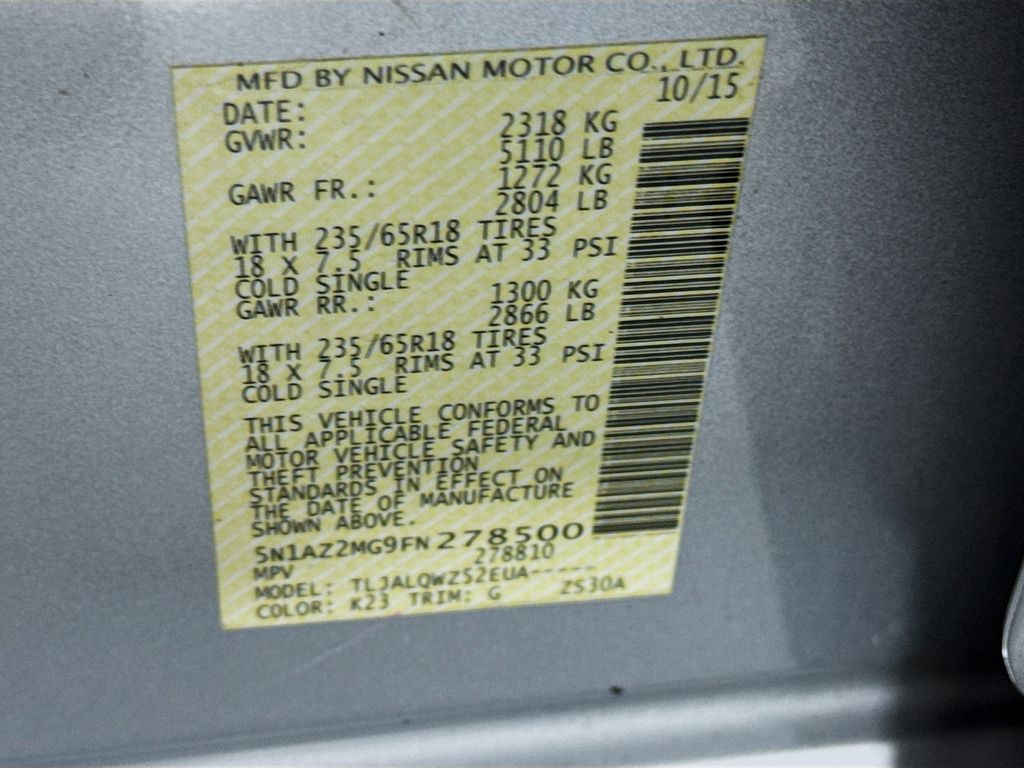 MFD BY NISSAN MOTOR CO., LTD.
DATE: 10/15
GVWR: 2318 KG
5110 LB
GAWR FR.: 1272 KG
2804 LB
WITH 235/65R18 TIRES
18 X 7.5 RIMS AT 33 PSI
COLD SINGLE
GAWR RR.: 1300 KG
2866 LB
WITH 235/65R18 TIRES
18 X 7.5 RIMS AT 33 PSI
COLD SINGLE
THIS VEHICLE CONFORMS TO
ALL APPLICABLE FEDERAL
MOTOR VEHICLE SAFETY AND
THEFT PREVENTION
STANDARDS IN EFFECT ON
THE DATE OF MANUFACTURE
SHOWN ABOVE.
5N1AZ2MG9FN278500
MPV 278810
MODEL: TLJALQWZ52EUA-----
COLOR: K23 TRIM: G ZS30A